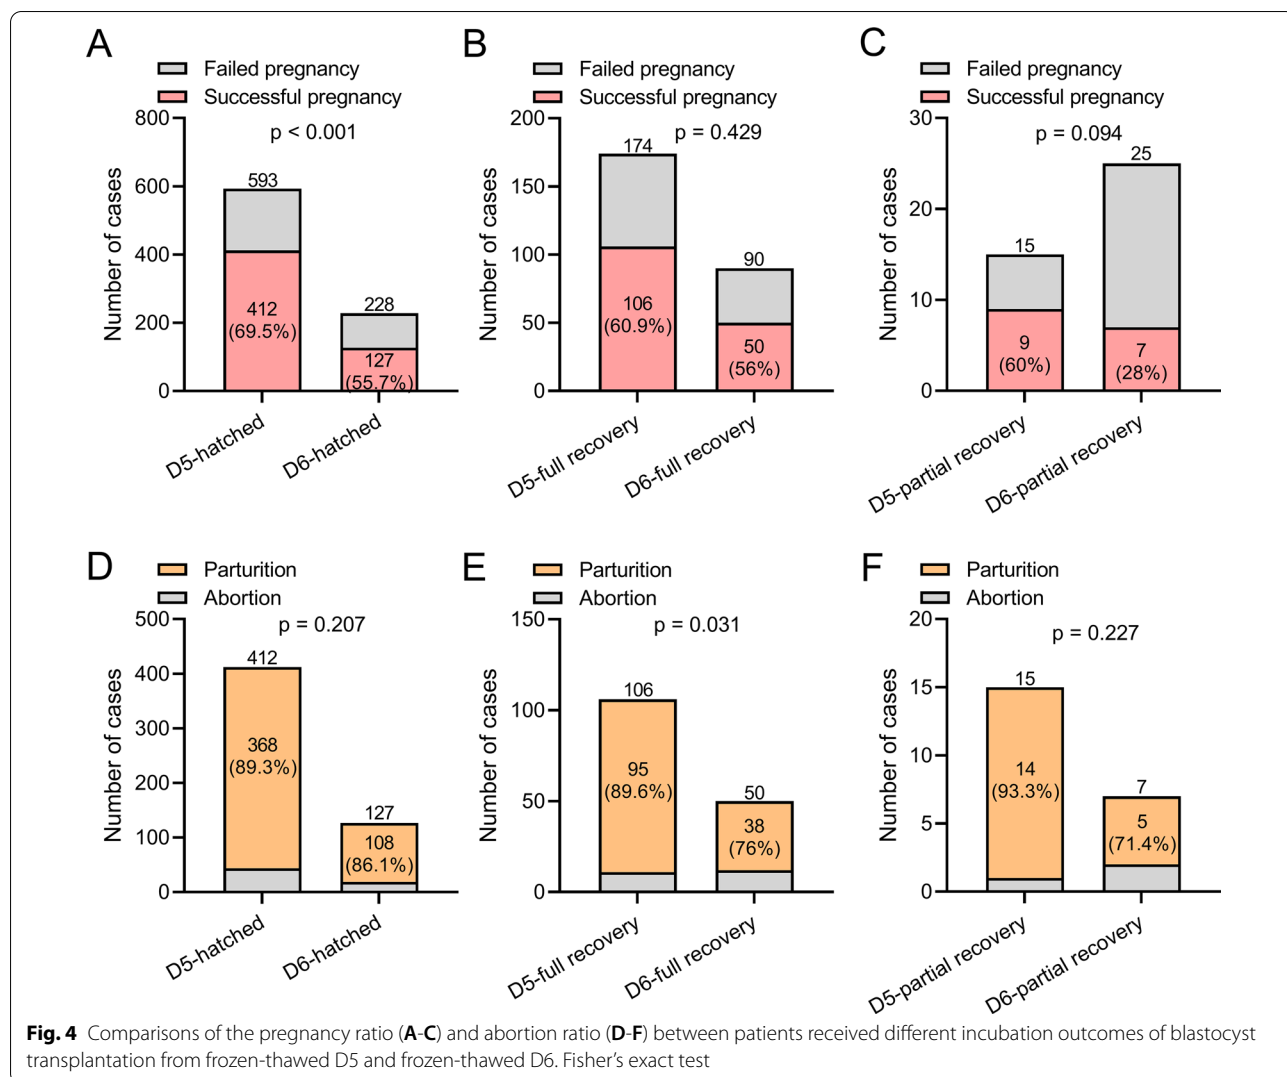 A
Failed pregnancy
Successful pregnancy
p < 0.001
Number of cases
800
600
400
200
0
593
412
(69.5%)
228
127
(55.7%)
D5-hatched
D6-hatched
B
Failed pregnancy
Successful pregnancy
p = 0.429
Number of cases
200
150
100
50
0
174
106
(60.9%)
90
50
(56%)
D5-full recovery
D6-full recovery
C
Failed pregnancy
Successful pregnancy
p = 0.094
Number of cases
30
20
10
0
15
9
(60%)
25
7
(28%)
D5-partial recovery
D6-partial recovery
D
Parturition
Abortion
p = 0.207
Number of cases
500
400
300
200
100
0
412
368
(89.3%)
127
108
(86.1%)
D5-hatched
D6-hatched
E
Parturition
Abortion
p = 0.031
Number of cases
150
100
50
0
106
95
(89.6%)
50
38
(76%)
D5-full recovery
D6-full recovery
F
Parturition
Abortion
p = 0.227
Number of cases
20
15
10
5
0
15
14
(93.3%)
7
5
(71.4%)
D5-partial recovery
D6-partial recovery
Fig. 4 Comparisons of the pregnancy ratio (A-C) and abortion ratio (D-F) between patients received different incubation outcomes of blastocyst
transplantation from frozen-thawed D5 and frozen-thawed D6. Fisher's exact test